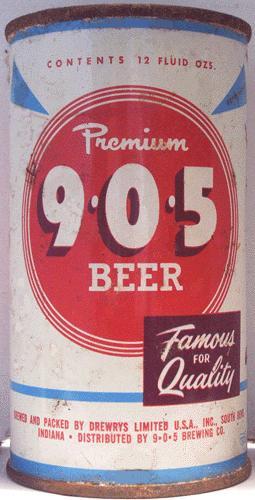 CONTENTS 12 FLUID OZS.
Premium
9·0·5
BEER
Famous
FOR
Quality
BREWED AND PACKED BY DREWRYS LIMITED U.S.A., INC., SOUTH BEND,
INDIANA • DISTRIBUTED BY 9•0•5 BREWING CO.